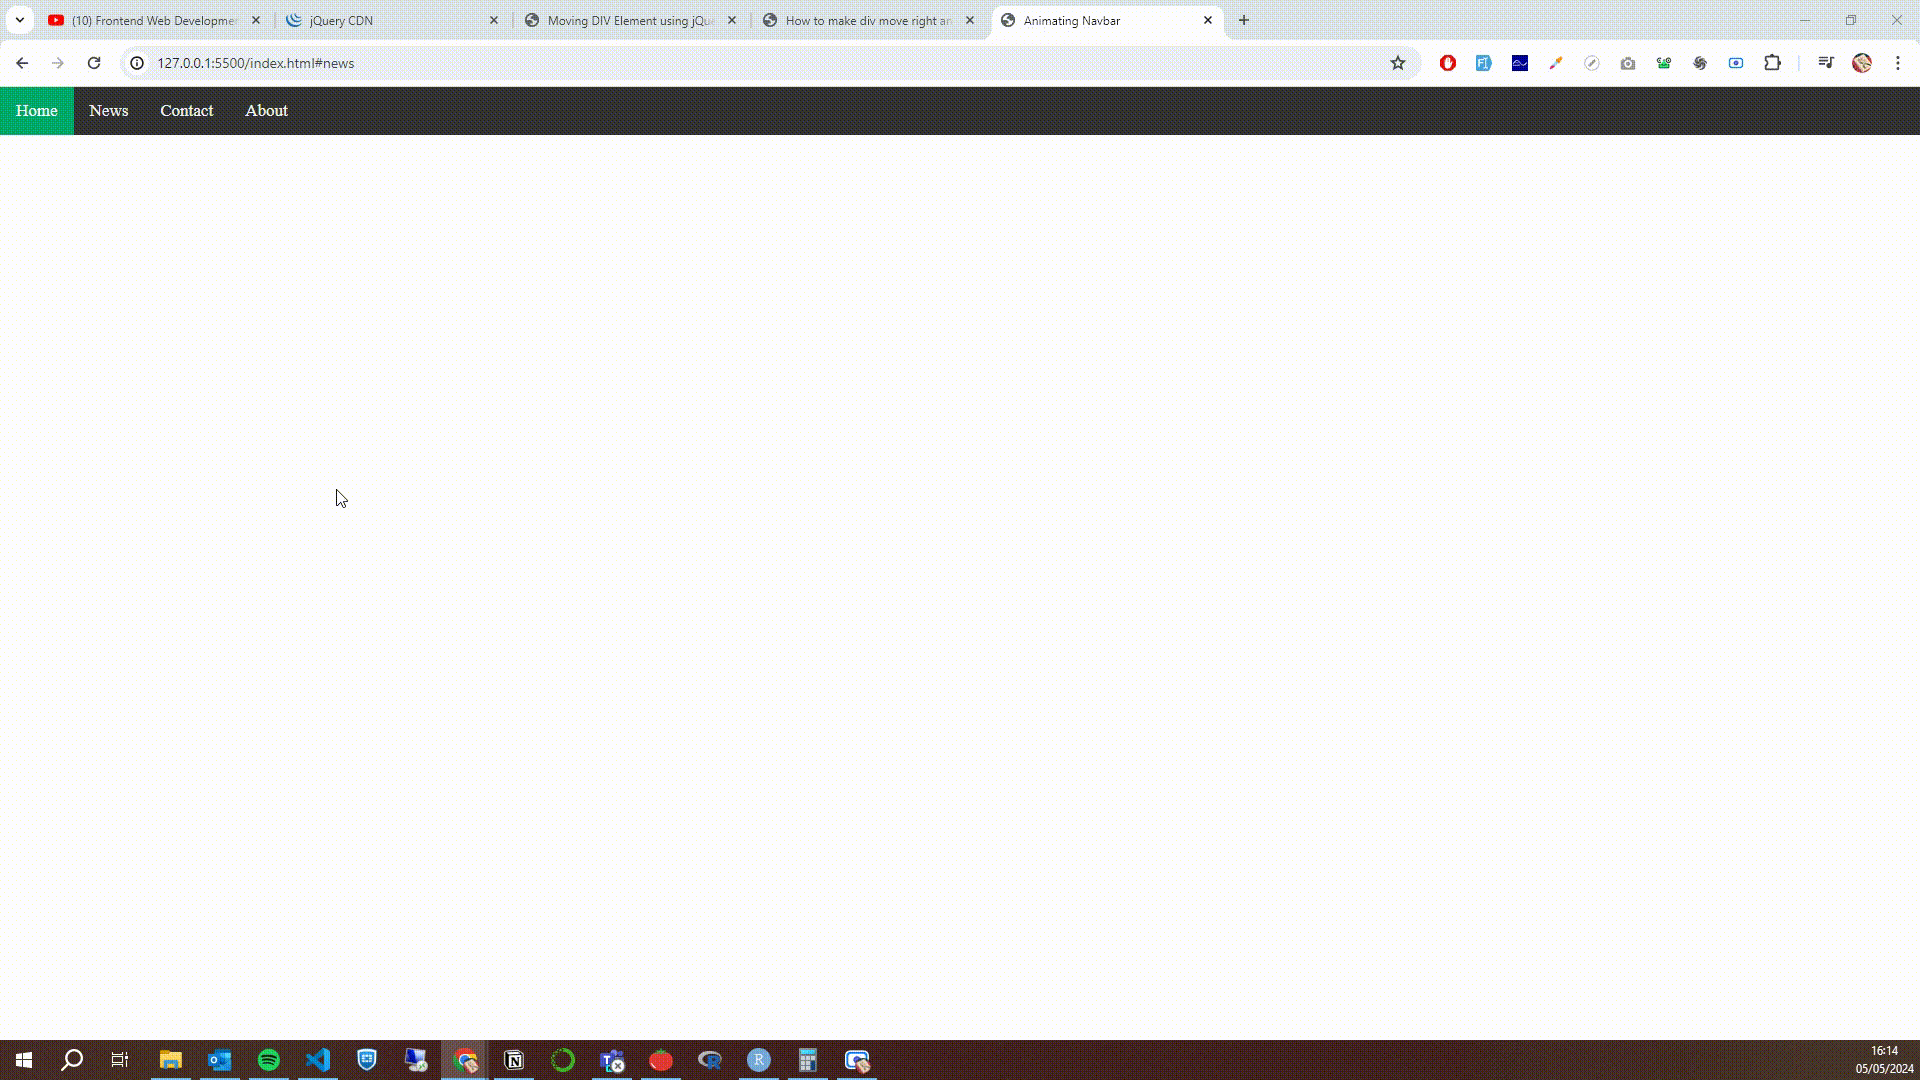 (10) Frontend Web Developme
jQuery CDN
Moving DIV Element using jQu
How to make div move right a
Animating Navbar
127.0.0.1:5500/index.html#news
Home
News
Contact
About
16:14
05/05/2024